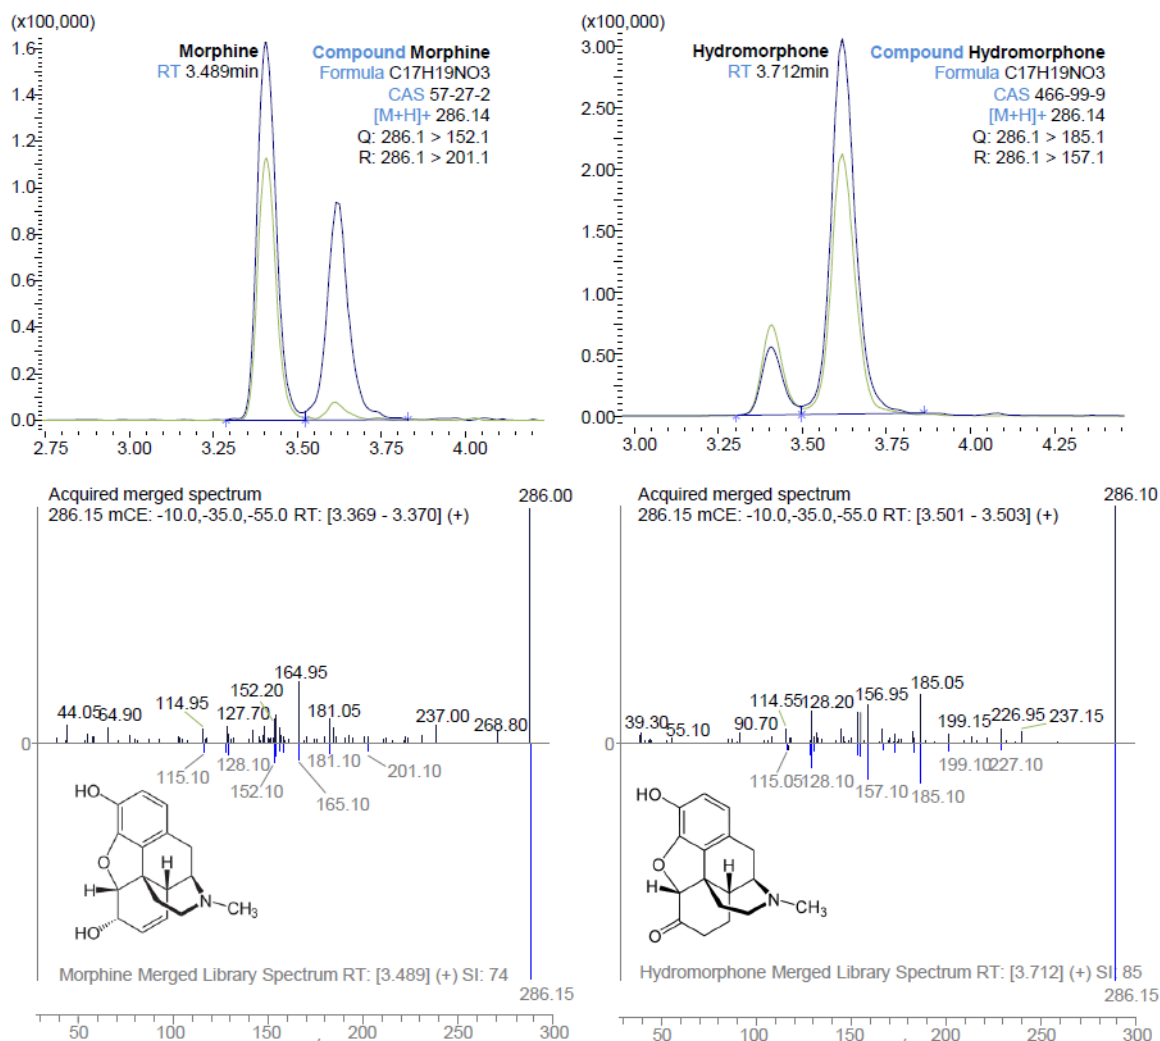 (x100,000)
Morphine
RT 3.489min
Compound Morphine
Formula C17H19NO3
CAS 57-27-2
[M+H]+ 286.14
Q: 286.1 > 152.1
R: 286.1 > 201.1
1.6
1.4
1.2
1.0
0.8
0.6
0.4
0.2
0.0
2.75 3.00 3.25 3.50 3.75 4.00
(x100,000)
Hydromorphone
RT 3.712min
Compound Hydromorphone
Formula C17H19NO3
CAS 466-99-9
[M+H]+ 286.14
Q: 286.1 > 185.1
R: 286.1 > 157.1
3.00
2.50
2.00
1.50
1.00
0.50
0.00
3.00 3.25 3.50 3.75 4.00 4.25
Acquired merged spectrum
286.15 mCE: -10.0,-35.0,-55.0 RT: [3.369 - 3.370] (+)
286.00
44.05 64.90 114.95 127.70 152.20 164.95 181.05 237.00 268.80
0
115.10 128.10 152.10 165.10 181.10 201.10
HO
O
H
H
N
CH3
HO
Morphine Merged Library Spectrum RT: [3.489] (+) SI: 74
286.15
50 100 150 200 250 300
Acquired merged spectrum
286.15 mCE: -10.0,-35.0,-55.0 RT: [3.501 - 3.503] (+)
286.10
39.30 55.10 90.70 114.55 128.20 156.95 185.05 199.15 226.95 237.15
0
115.05 128.10 157.10 185.10 199.10 227.10
HO
O
H
H
N
CH3
O
Hydromorphone Merged Library Spectrum RT: [3.712] (+) SI: 85
286.15
50 100 150 200 250 300